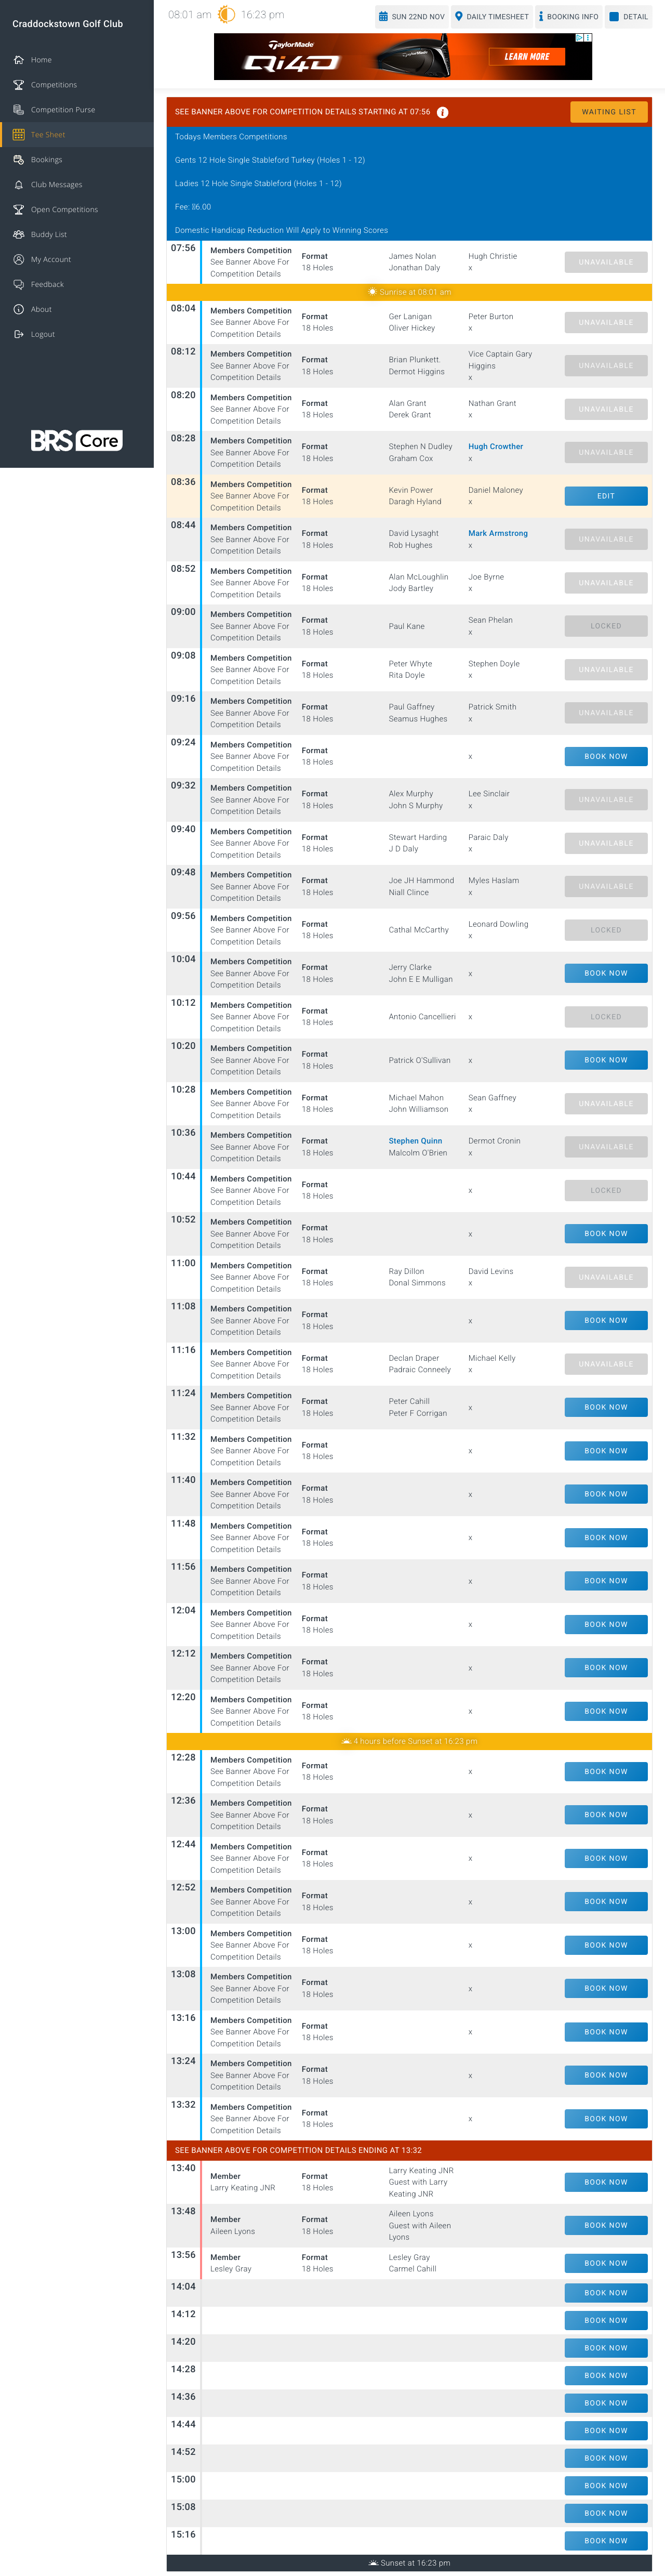 Craddockstown Golf Club
Home
Competitions
Competition Purse
Tee Sheet
Bookings
Club Messages
Open Competitions
Buddy List
My Account
Feedback
About
Logout
BRS Core
08:01 am 16:23 pm
SUN 22ND NOV DAILY TIMESHEET BOOKING INFO DETAIL
TaylorMade
Qi4D LEARN MORE
SEE BANNER ABOVE FOR COMPETITION DETAILS STARTING AT 07:56 WAITING LIST
Todays Members Competitions
Gents 12 Hole Single Stableford Turkey (Holes 1 - 12)
Ladies 12 Hole Single Stableford (Holes 1 - 12)
Fee: 6.00
Domestic Handicap Reduction Will Apply to Winning Scores
07:56 Members Competition See Banner Above For Competition Details Format 18 Holes James Nolan Hugh Christie Jonathan Daly x UNAVAILABLE
Sunrise at 08:01 am
08:04 Members Competition See Banner Above For Competition Details Format 18 Holes Ger Lanigan Peter Burton Oliver Hickey x UNAVAILABLE
08:12 Members Competition See Banner Above For Competition Details Format 18 Holes Brian Plunkett Vice Captain Gary Higgins Dermot Higgins x UNAVAILABLE
08:20 Members Competition See Banner Above For Competition Details Format 18 Holes Alan Grant Nathan Grant Derek Grant x UNAVAILABLE
08:28 Members Competition See Banner Above For Competition Details Format 18 Holes Stephen N Dudley Hugh Crowther Graham Cox x UNAVAILABLE
08:36 Members Competition See Banner Above For Competition Details Format 18 Holes Kevin Power Daniel Maloney Daragh Hyland x EDIT
08:44 Members Competition See Banner Above For Competition Details Format 18 Holes David Lysaght Mark Armstrong Rob Hughes x UNAVAILABLE
08:52 Members Competition See Banner Above For Competition Details Format 18 Holes Alan McLoughlin Joe Byrne Jody Bartley x UNAVAILABLE
09:00 Members Competition See Banner Above For Competition Details Format 18 Holes Paul Kane Sean Phelan x LOCKED
09:08 Members Competition See Banner Above For Competition Details Format 18 Holes Peter Whyte Stephen Doyle Rita Doyle x UNAVAILABLE
09:16 Members Competition See Banner Above For Competition Details Format 18 Holes Paul Gaffney Patrick Smith Seamus Hughes x UNAVAILABLE
09:24 Members Competition See Banner Above For Competition Details Format 18 Holes x BOOK NOW
09:32 Members Competition See Banner Above For Competition Details Format 18 Holes Alex Murphy Lee Sinclair John S Murphy x UNAVAILABLE
09:40 Members Competition See Banner Above For Competition Details Format 18 Holes Stewart Harding Paraic Daly J D Daly x UNAVAILABLE
09:48 Members Competition See Banner Above For Competition Details Format 18 Holes Joe JH Hammond Myles Haslam Niall Clince x UNAVAILABLE
09:56 Members Competition See Banner Above For Competition Details Format 18 Holes Cathal McCarthy Leonard Dowling x LOCKED
10:04 Members Competition See Banner Above For Competition Details Format 18 Holes Jerry Clarke John E E Mulligan x BOOK NOW
10:12 Members Competition See Banner Above For Competition Details Format 18 Holes Antonio Cancellieri x LOCKED
10:20 Members Competition See Banner Above For Competition Details Format 18 Holes Patrick O'Sullivan x BOOK NOW
10:28 Members Competition See Banner Above For Competition Details Format 18 Holes Michael Mahon Sean Gaffney John Williamson x UNAVAILABLE
10:36 Members Competition See Banner Above For Competition Details Format 18 Holes Stephen Quinn Dermot Cronin Malcolm O'Brien x UNAVAILABLE
10:44 Members Competition See Banner Above For Competition Details Format 18 Holes x LOCKED
10:52 Members Competition See Banner Above For Competition Details Format 18 Holes x BOOK NOW
11:00 Members Competition See Banner Above For Competition Details Format 18 Holes Ray Dillon David Levins Donal Simmons x UNAVAILABLE
11:08 Members Competition See Banner Above For Competition Details Format 18 Holes x BOOK NOW
11:16 Members Competition See Banner Above For Competition Details Format 18 Holes Declan Draper Michael Kelly Padraic Conneely x UNAVAILABLE
11:24 Members Competition See Banner Above For Competition Details Format 18 Holes Peter Cahill Peter F Corrigan x BOOK NOW
11:32 Members Competition See Banner Above For Competition Details Format 18 Holes x BOOK NOW
11:40 Members Competition See Banner Above For Competition Details Format 18 Holes x BOOK NOW
11:48 Members Competition See Banner Above For Competition Details Format 18 Holes x BOOK NOW
11:56 Members Competition See Banner Above For Competition Details Format 18 Holes x BOOK NOW
12:04 Members Competition See Banner Above For Competition Details Format 18 Holes x BOOK NOW
12:12 Members Competition See Banner Above For Competition Details Format 18 Holes x BOOK NOW
12:20 Members Competition See Banner Above For Competition Details Format 18 Holes x BOOK NOW
4 hours before Sunset at 16:23 pm
12:28 Members Competition See Banner Above For Competition Details Format 18 Holes x BOOK NOW
12:36 Members Competition See Banner Above For Competition Details Format 18 Holes x BOOK NOW
12:44 Members Competition See Banner Above For Competition Details Format 18 Holes x BOOK NOW
12:52 Members Competition See Banner Above For Competition Details Format 18 Holes x BOOK NOW
13:00 Members Competition See Banner Above For Competition Details Format 18 Holes x BOOK NOW
13:08 Members Competition See Banner Above For Competition Details Format 18 Holes x BOOK NOW
13:16 Members Competition See Banner Above For Competition Details Format 18 Holes x BOOK NOW
13:24 Members Competition See Banner Above For Competition Details Format 18 Holes x BOOK NOW
13:32 Members Competition See Banner Above For Competition Details Format 18 Holes x BOOK NOW
SEE BANNER ABOVE FOR COMPETITION DETAILS ENDING AT 13:32
13:40 Member Larry Keating JNR Format 18 Holes Larry Keating JNR Guest with Larry Keating JNR BOOK NOW
13:48 Member Aileen Lyons Format 18 Holes Aileen Lyons Guest with Aileen Lyons BOOK NOW
13:56 Member Lesley Gray Format 18 Holes Lesley Gray Carmel Cahill BOOK NOW
14:04 BOOK NOW
14:12 BOOK NOW
14:20 BOOK NOW
14:28 BOOK NOW
14:36 BOOK NOW
14:44 BOOK NOW
14:52 BOOK NOW
15:00 BOOK NOW
15:08 BOOK NOW
15:16 BOOK NOW
Sunset at 16:23 pm